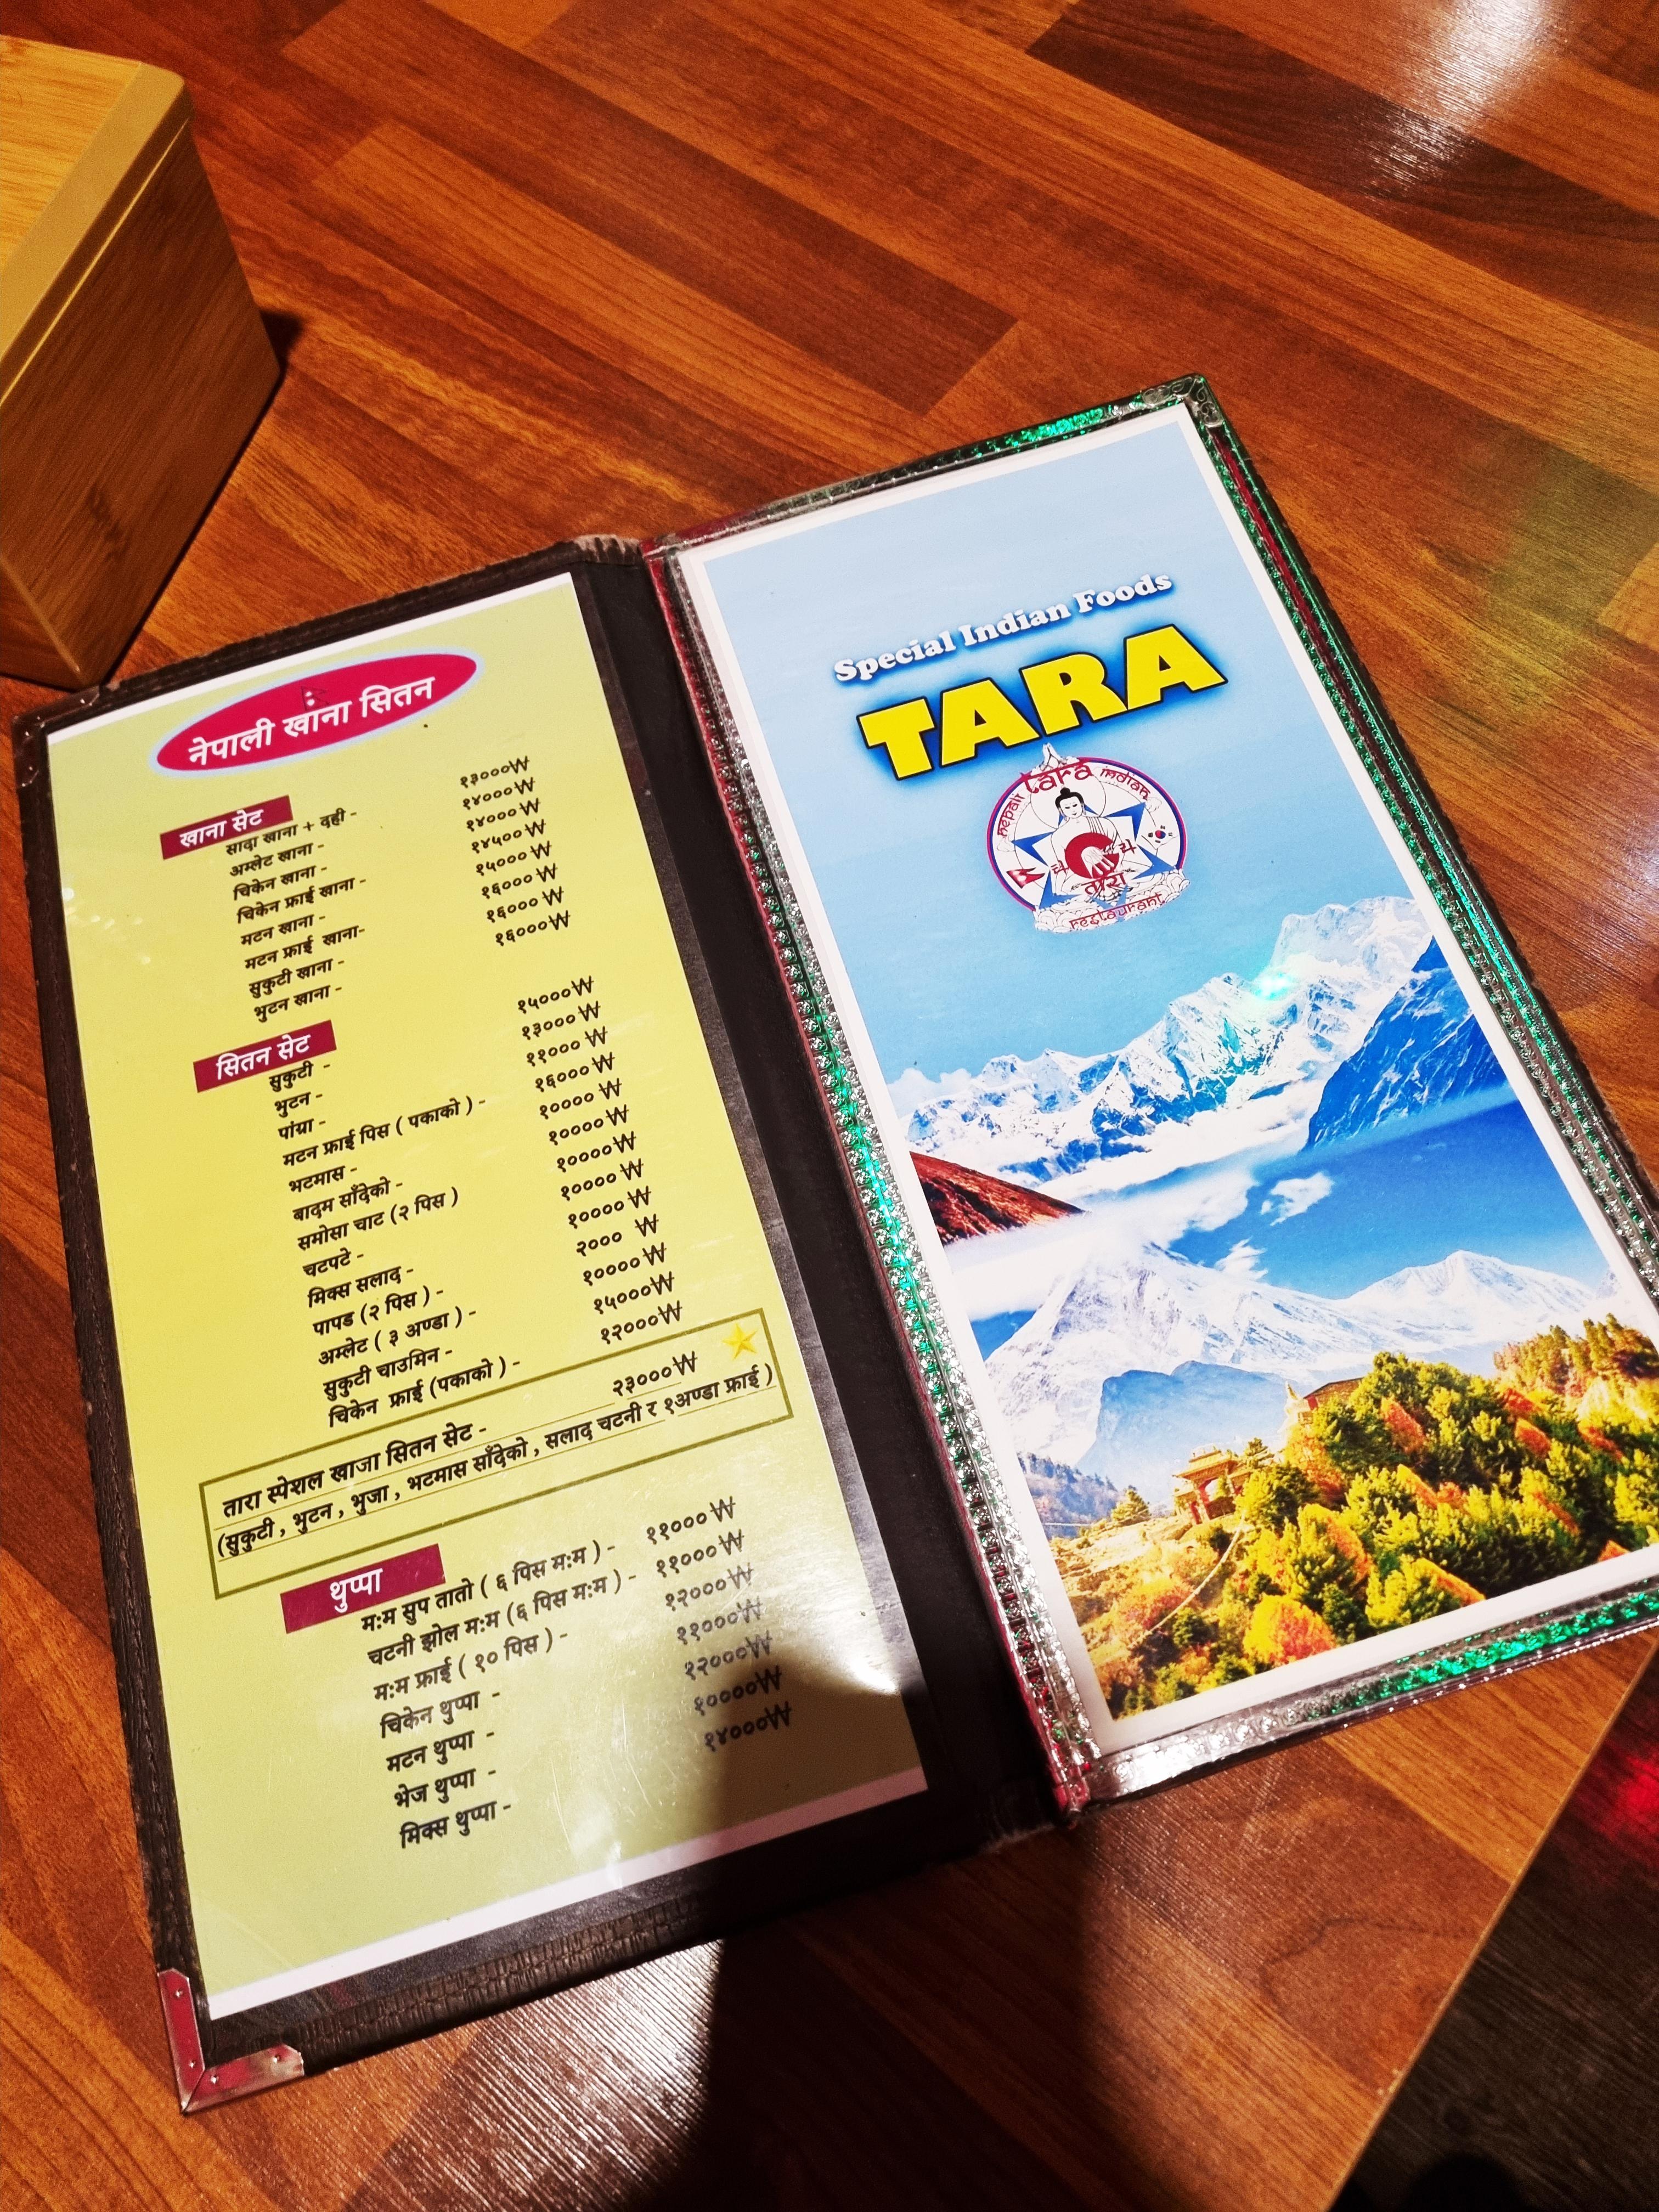 नेपाली खाना सितन
खाना सेट
सादा खाना + दही - १३०००₩
अम्लेट खाना - १४०००₩
चिकेन खाना - १४०००₩
चिकेन फ्राई खाना - १४५००₩
मटन खाना - १५०००₩
मटन फ्राई खाना- १६०००₩
सुकुटी खाना - १६०००₩
भुटन खाना - १६०००₩
सितन सेट
सुकुटी - १५०००₩
भुटन - १३०००₩
पांग्रा - ११०००₩
मटन फ्राई पिस ( पकाको ) - १६०००₩
भटमास - १००००₩
बादम साँदेको - १००००₩
समोसा चाट (२ पिस ) १००००₩
चटपटे - १००००₩
मिक्स सलाद - १००००₩
पापड (२ पिस ) - २००० ₩
अम्लेट ( ३ अण्डा ) - १००००₩
सुकुटी चाउमिन - १५०००₩
चिकेन फ्राई (पकाको ) - १२०००₩
तारा स्पेशल खाजा सितन सेट - २३०००₩
(सुकुटी , भुटन , भुजा , भटमास साँदेको , सलाद चटनी र १अण्डा फ्राई )
थुप्पा
म:म सुप तातो ( ६ पिस म:म ) - ११०००₩
चटनी झोल म:म (६ पिस म:म ) - ११०००₩
म:म फ्राई ( १० पिस ) - १२०००₩
चिकेन थुप्पा - ११०००₩
मटन थुप्पा - १२०००₩
भेज थुप्पा - १००००₩
मिक्स थुप्पा - १४०००₩
Special Indian Foods
TARA
nepali tara indian
तारा
restaurant